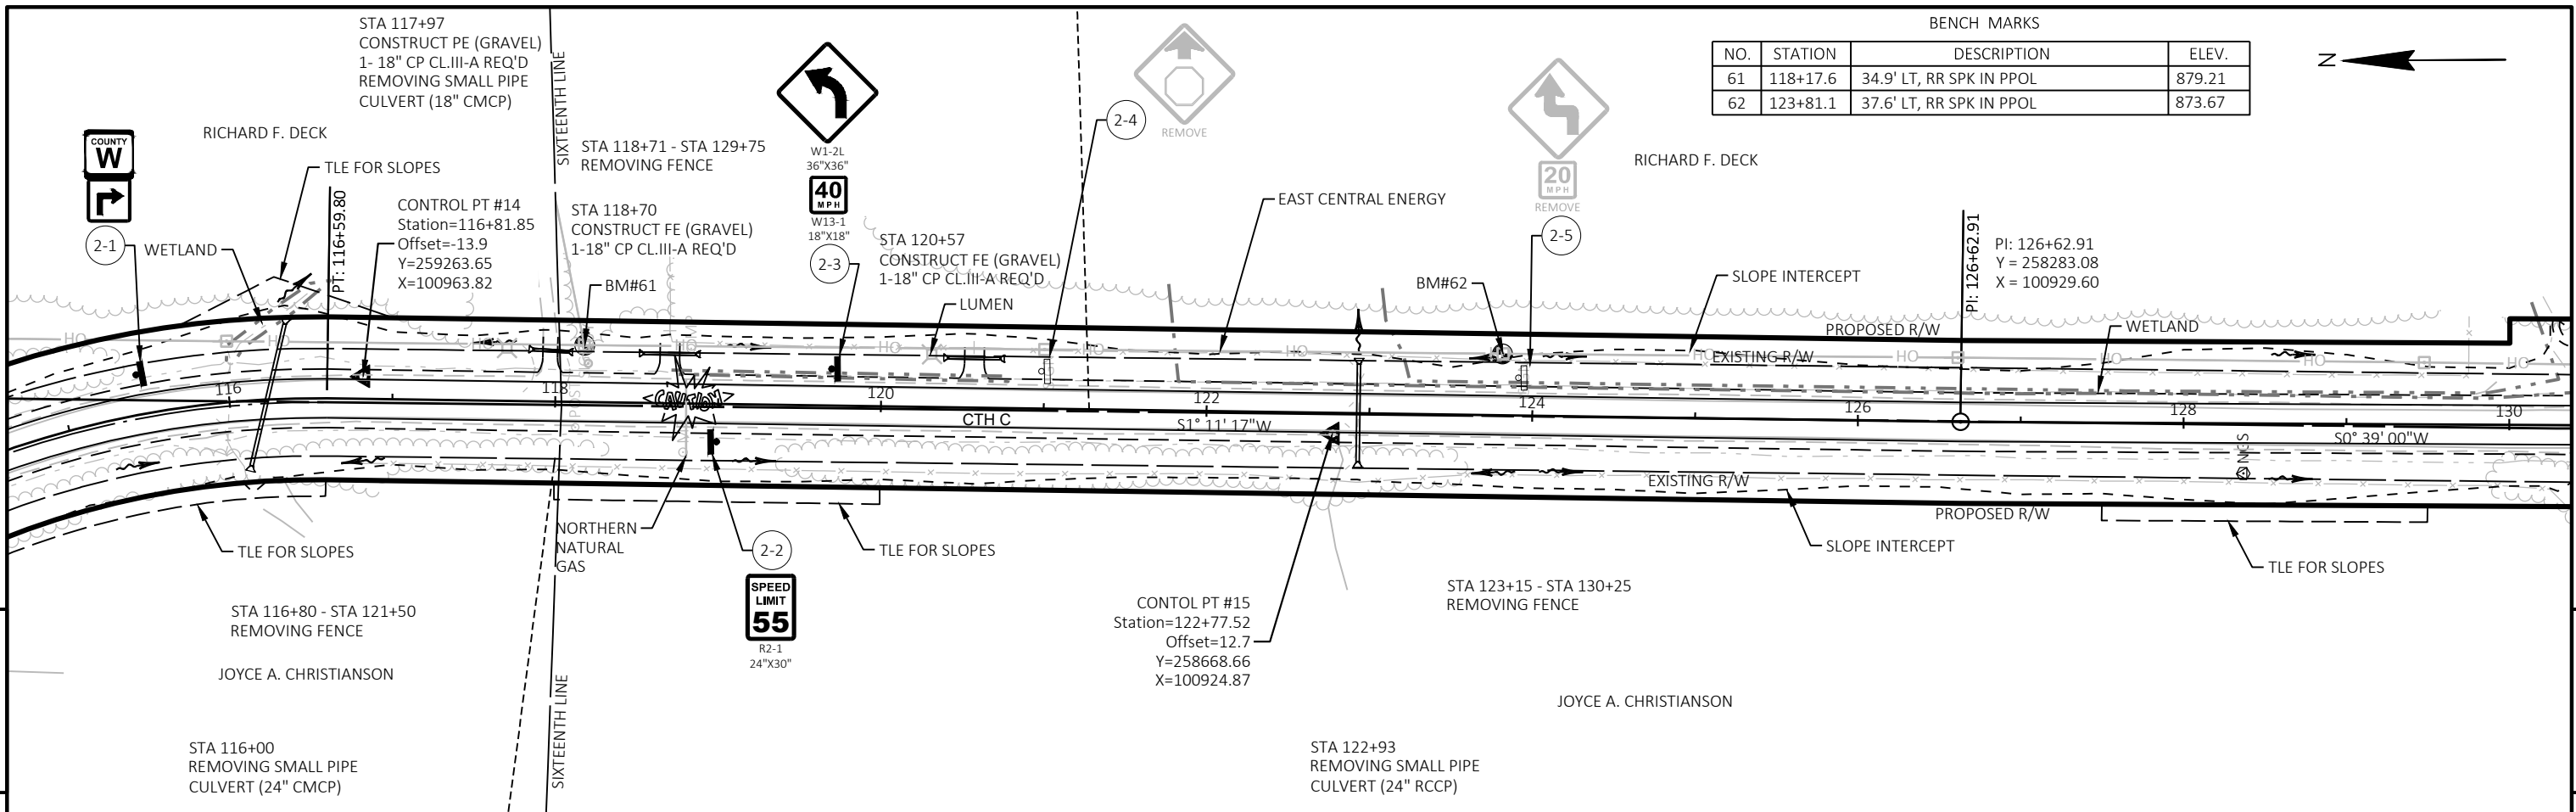 STA 117+97
CONSTRUCT PE (GRAVEL)
1- 18" CP CL.III-A REQ'D
REMOVING SMALL PIPE
CULVERT (18" CMCP)
SIXTEENTH LINE
BENCH MARKS
NO. STATION DESCRIPTION ELEV.
61 118+17.6 34.9' LT, RR SPK IN PPOL 879.21
62 123+81.1 37.6' LT, RR SPK IN PPOL 873.67
N
RICHARD F. DECK
COUNTY
W
TLE FOR SLOPES
2-1
WETLAND
PT: 116+59.80
CONTROL PT #14
Station=116+81.85
Offset=-13.9
Y=259263.65
X=100963.82
STA 118+71 - STA 129+75
REMOVING FENCE
STA 118+70
CONSTRUCT FE (GRAVEL)
1-18" CP CL.III-A REQ'D
BM#61
W1-2L
36"X36"
40
MPH
W13-1
18"X18"
2-3
STA 120+57
CONSTRUCT FE (GRAVEL)
1-18" CP CL.III-A REQ'D
LUMEN
2-4
REMOVE
EAST CENTRAL ENERGY
20
MPH
REMOVE
2-5
RICHARD F. DECK
BM#62
SLOPE INTERCEPT
PI: 126+62.91
PI: 126+62.91
Y = 258283.08
X = 100929.60
PROPOSED R/W
WETLAND
EXISTING R/W
HO
HO
HO
HO
HO
HO
HO
HO
HO
HO
HO
HO
116
118
120
122
124
126
128
130
CAUTION
CTH C
S1° 11' 17"W
S0° 39' 00"W
EXISTING R/W
PROPOSED R/W
SLOPE INTERCEPT
TLE FOR SLOPES
TLE FOR SLOPES
TLE FOR SLOPES
NORTHERN
NATURAL
GAS
2-2
SPEED
LIMIT
55
R2-1
24"X30"
STA 116+80 - STA 121+50
REMOVING FENCE
JOYCE A. CHRISTIANSON
SIXTEENTH LINE
STA 116+00
REMOVING SMALL PIPE
CULVERT (24" CMCP)
CONTOL PT #15
Station=122+77.52
Offset=12.7
Y=258668.66
X=100924.87
STA 123+15 - STA 130+25
REMOVING FENCE
JOYCE A. CHRISTIANSON
STA 122+93
REMOVING SMALL PIPE
CULVERT (24" RCCP)